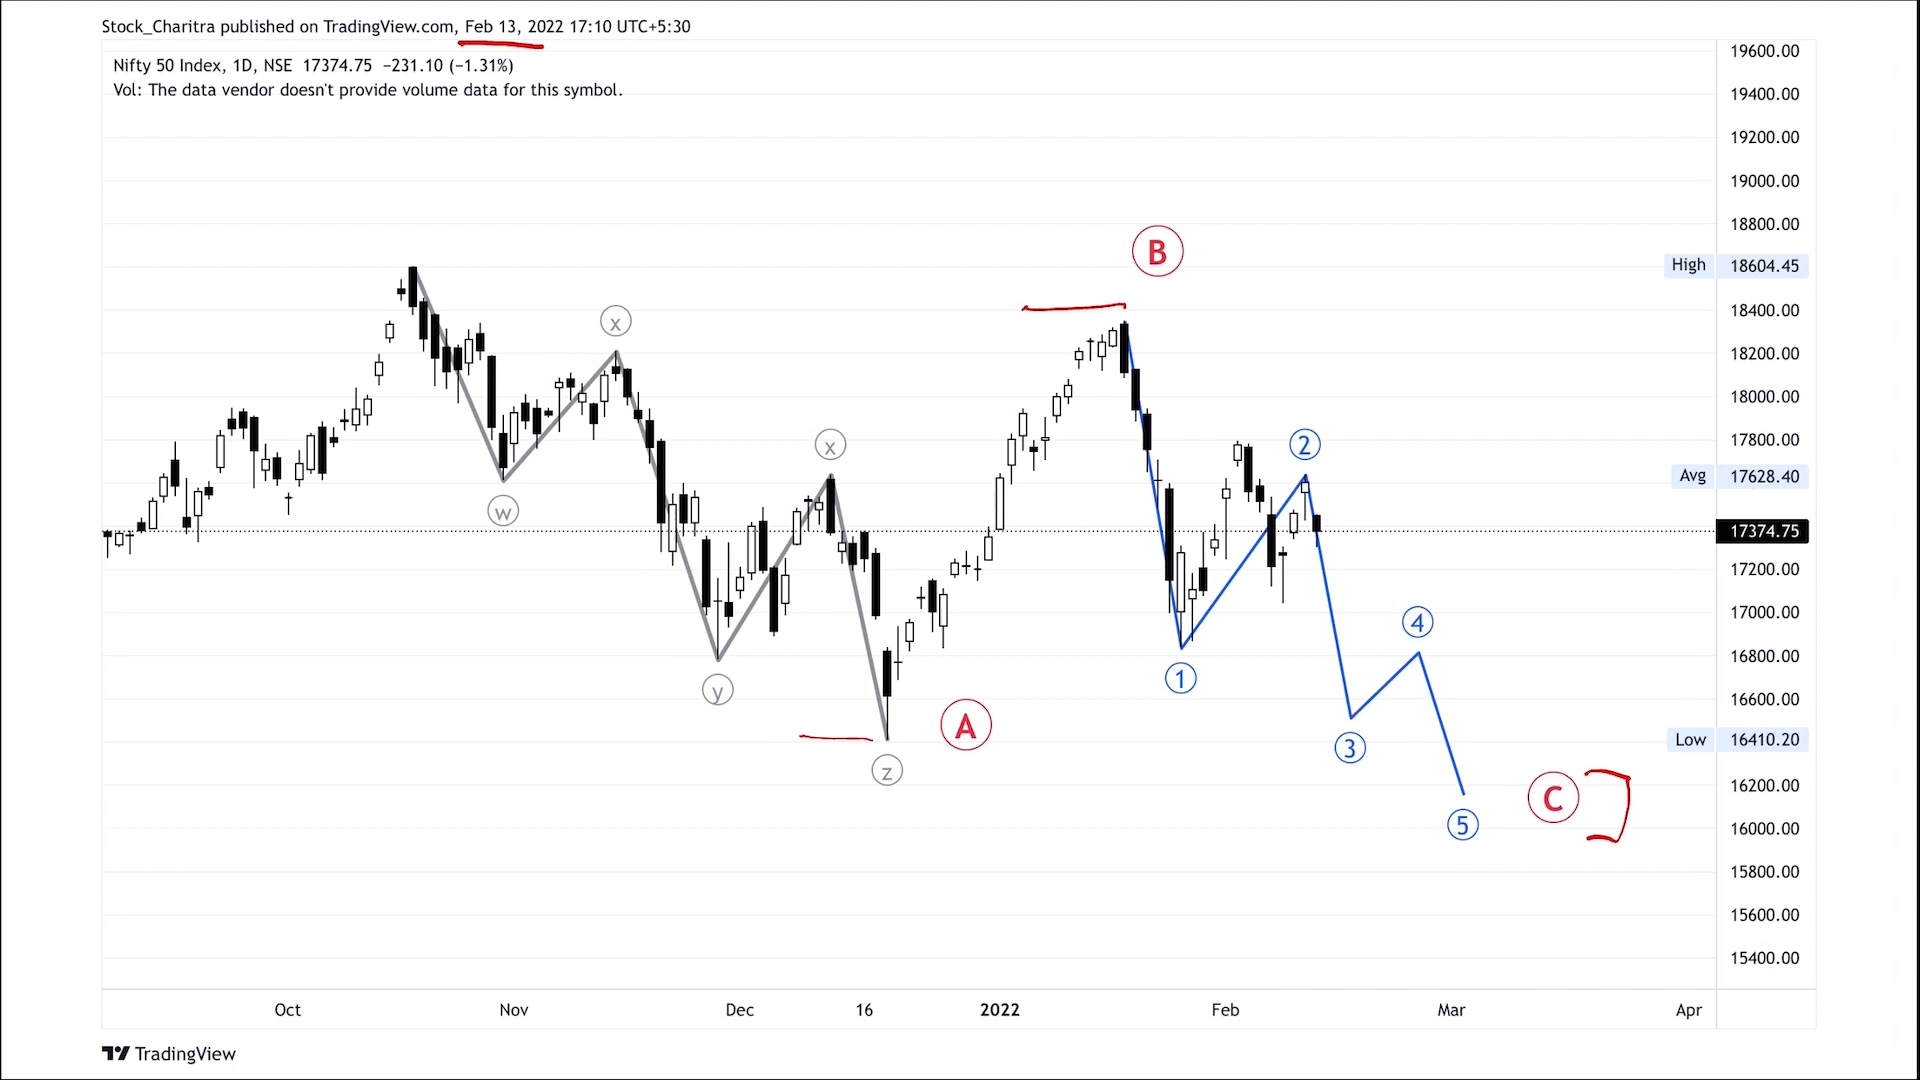 Stock_Charitra published on TradingView.com, Feb 13, 2022 17:10 UTC+5:30
Nifty 50 Index, 1D, NSE 17374.75 −231.10 (−1.31%)
Vol: The data vendor doesn't provide volume data for this symbol.
19600.00
19400.00
19200.00
19000.00
18800.00
High 18604.45
18400.00
18200.00
18000.00
17800.00
Avg 17628.40
17374.75
17200.00
17000.00
16800.00
16600.00
Low 16410.20
16200.00
16000.00
15800.00
15600.00
15400.00
B
x
x
2
w
4
1
y
A
3
z
C
5
Oct Nov Dec 16 2022 Feb Mar Apr
TradingView